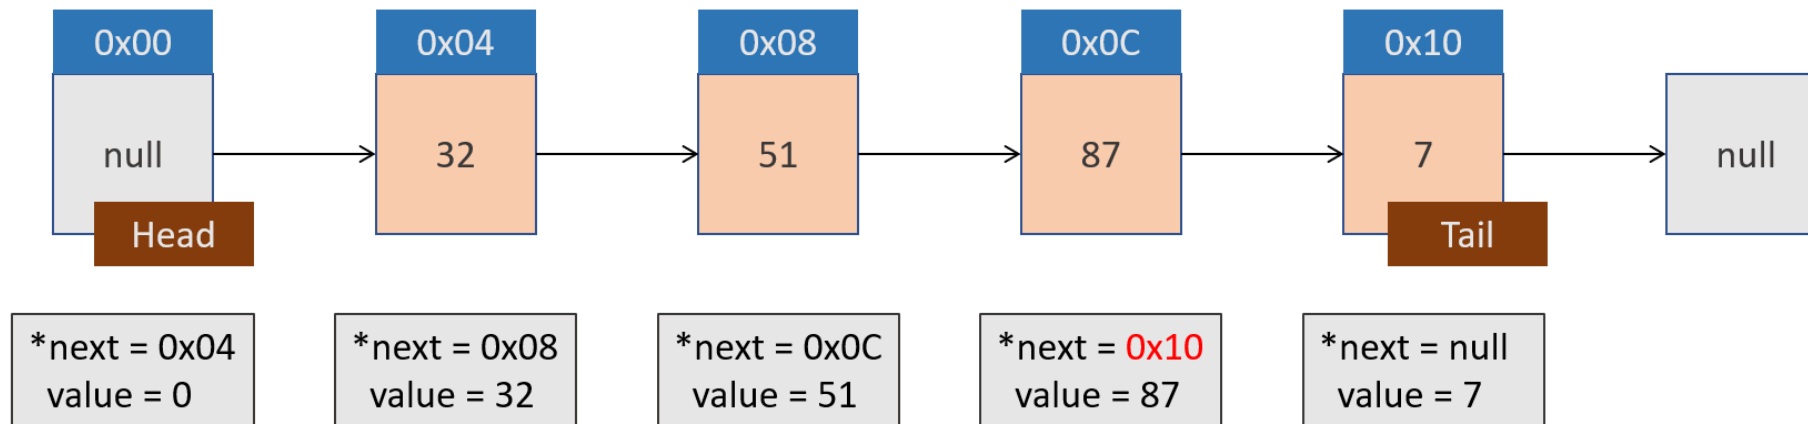 0x00
0x04
0x08
0x0C
0x10
null
32
51
87
7
null
Head
Tail
*next = 0x04
value = 0
*next = 0x08
value = 32
*next = 0x0C
value = 51
*next = 0x10
value = 87
*next = null
value = 7